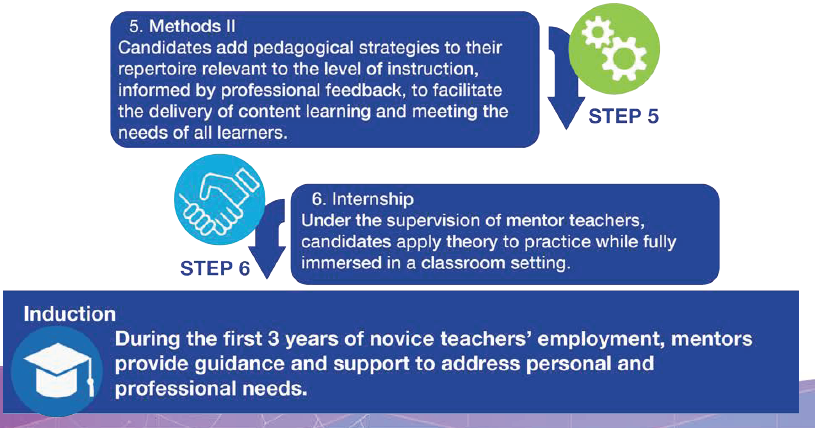 5. Methods II
Candidates add pedagogical strategies to their
repertoire relevant to the level of instruction,
informed by professional feedback, to facilitate
the delivery of content learning and meeting the
needs of all learners.
STEP 5
6. Internship
Under the supervision of mentor teachers,
candidates apply theory to practice while fully
immersed in a classroom setting.
STEP 6
Induction
During the first 3 years of novice teachers’ employment, mentors
provide guidance and support to address personal and
professional needs.